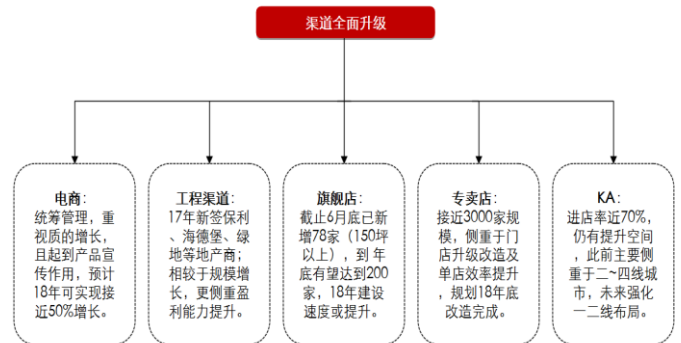 渠道全面升级
电商：
统筹管理，重
视质的增长，
且起到产品宣
传作用，预计
18年可实现接
近50%增长。
工程渠道：
17年新签保利
、海德堡、绿
地等地产商；
相较于规模增
长，更侧重盈
利能力提升。
旗舰店：
截止6月底已新
增78家（150坪
以上），到 年
底有望达到200
家，18年建设
速度或提升。
专卖店：
接近3000家规
模，侧重于门
店升级改造及
单店效率提升
，规划18年底
改造完成。
KA：
进店率近70%，
仍有提升空间
，此前主要侧
重于二~四线城
市，未来强化
一二线布局。